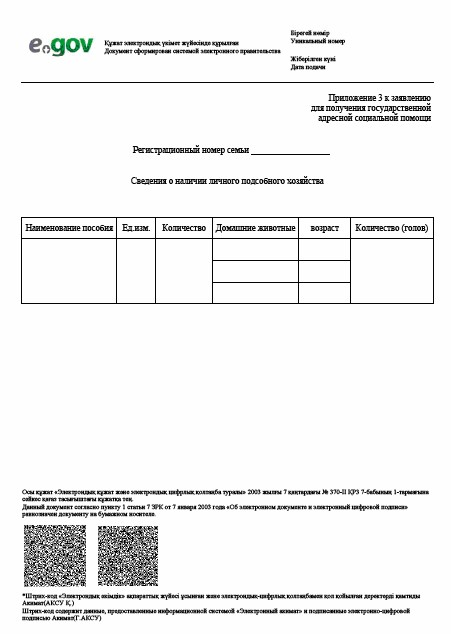 e.gov
Құжат электрондық үкімет жүйесінде құрылған
Документ сформирован системой электронного правительства
Бірегей нөмір
Уникальный номер
Жіберілген күні
Дата подачи
Приложение 3 к заявлению
для получения государственной
адресной социальной помощи
Регистрационный номер семьи _________________
Сведения о наличии личного подсобного хозяйства
Наименование пособия Ед.изм. Количество Домашние животные возраст Количество (голов)
Осы құжат «Электрондық құжат және электрондық цифрлық қолтаңба туралы» 2003 жылғы 7 қаңтардағы № 370-II ҚРЗ 7-бабының 1-тармағына
сәйкес қағаз тасығыштағы құжатқа тең.
Данный документ согласно пункту 1 статьи 7 ЗРК от 7 января 2003 года «Об электронном документе и электронный цифровой подписи»
равнозначен документу на бумажном носителе.
*Штрих-код «Электрондық әкімдік» ақпараттық жүйесі ұсынған және электрондық-цифрлық қолтаңбамен қол қойылған деректерді қамтиды
Акимат(АКСУ Қ.)
Штрих-код содержит данные, предоставленные информационной системой «Электронный акимат» и подписанные электронно-цифровой
подписью Акимат(Г.АКСУ)